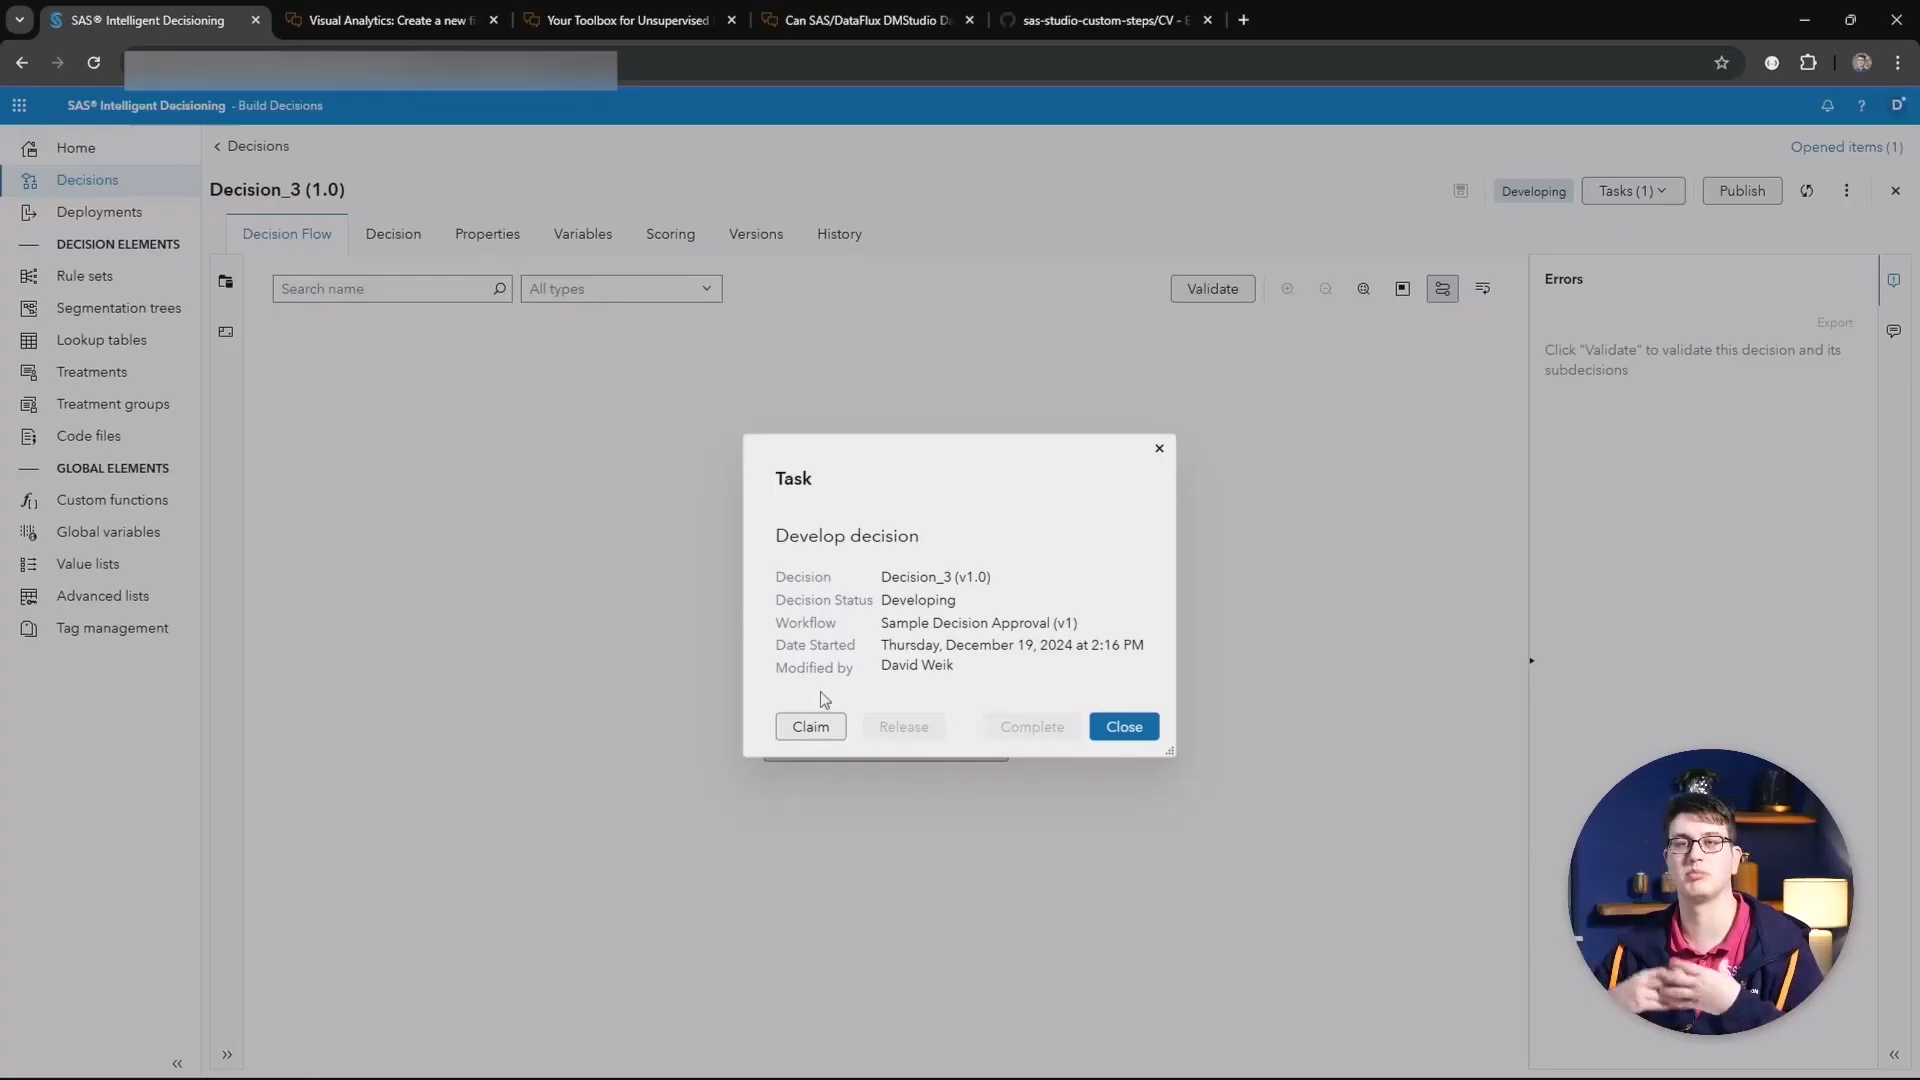 SAS® Intelligent Decisioning
Visual Analytics: Create a new fi
Your Toolbox for Unsupervised
Can SAS/DataFlux DMStudio D
sas-studio-custom-steps/CV - E
SAS® Intelligent Decisioning - Build Decisions
D
Home
Decisions
Deployments
DECISION ELEMENTS
Rule sets
Segmentation trees
Lookup tables
Treatments
Treatment groups
Code files
GLOBAL ELEMENTS
Custom functions
Global variables
Value lists
Advanced lists
Tag management
Decisions
Opened items (1)
Decision_3 (1.0)
Developing
Tasks (1)
Publish
Decision Flow
Decision
Properties
Variables
Scoring
Versions
History
Search name
All types
Validate
Errors
Export
Click "Validate" to validate this decision and its
subdecisions
Task
Develop decision
Decision Decision_3 (v1.0)
Decision Status Developing
Workflow Sample Decision Approval (v1)
Date Started Thursday, December 19, 2024 at 2:16 PM
Modified by David Weik
Claim
Release
Complete
Close